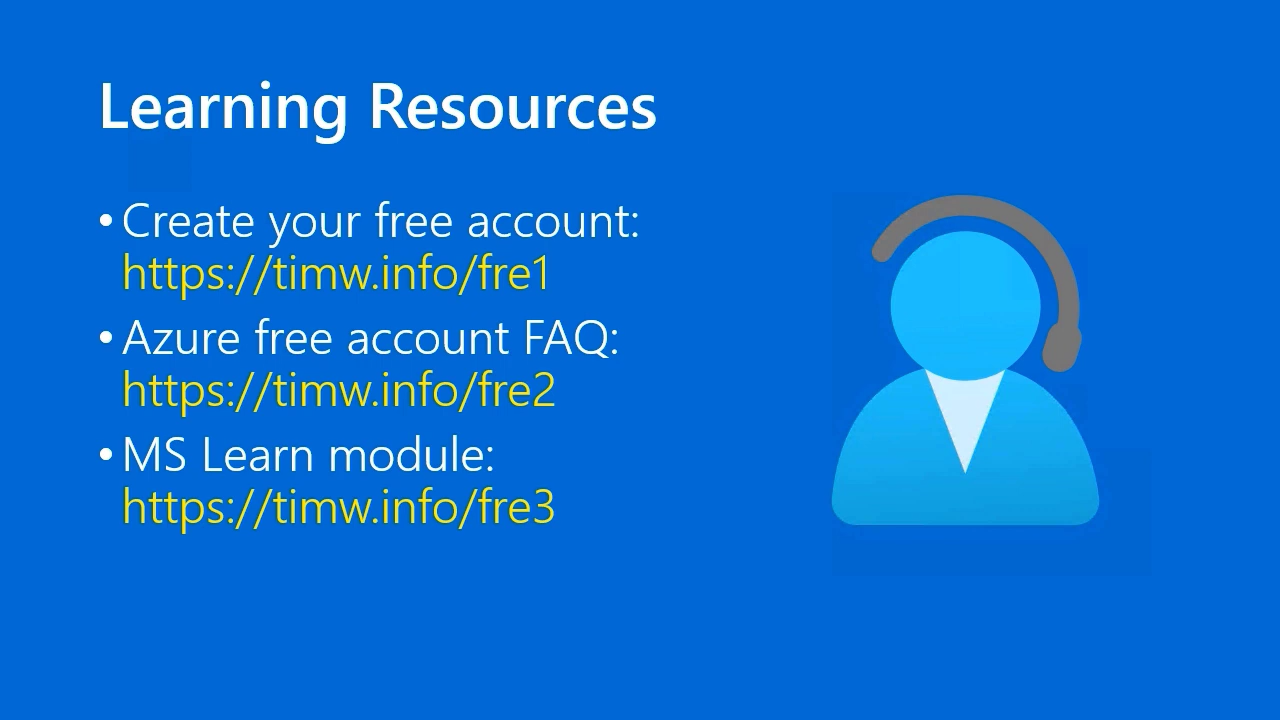 Learning Resources
• Create your free account:
https://timw.info/fre1
• Azure free account FAQ:
https://timw.info/fre2
• MS Learn module:
https://timw.info/fre3